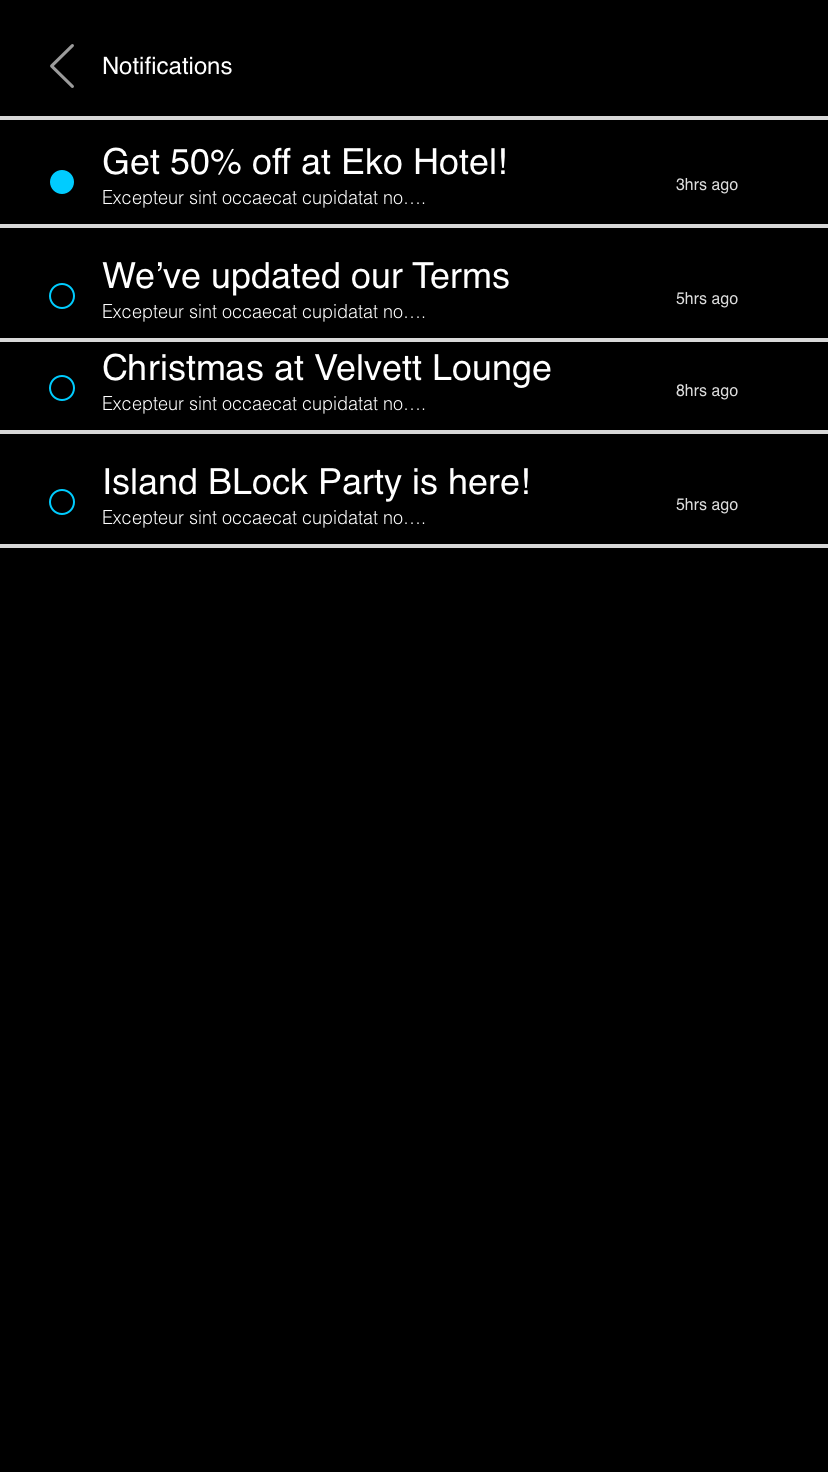 Notifications
Get 50% off at Eko Hotel!
Excepteur sint occaecat cupidatat no….
3hrs ago
We’ve updated our Terms
Excepteur sint occaecat cupidatat no….
5hrs ago
Christmas at Velvett Lounge
Excepteur sint occaecat cupidatat no….
8hrs ago
Island BLock Party is here!
Excepteur sint occaecat cupidatat no….
5hrs ago